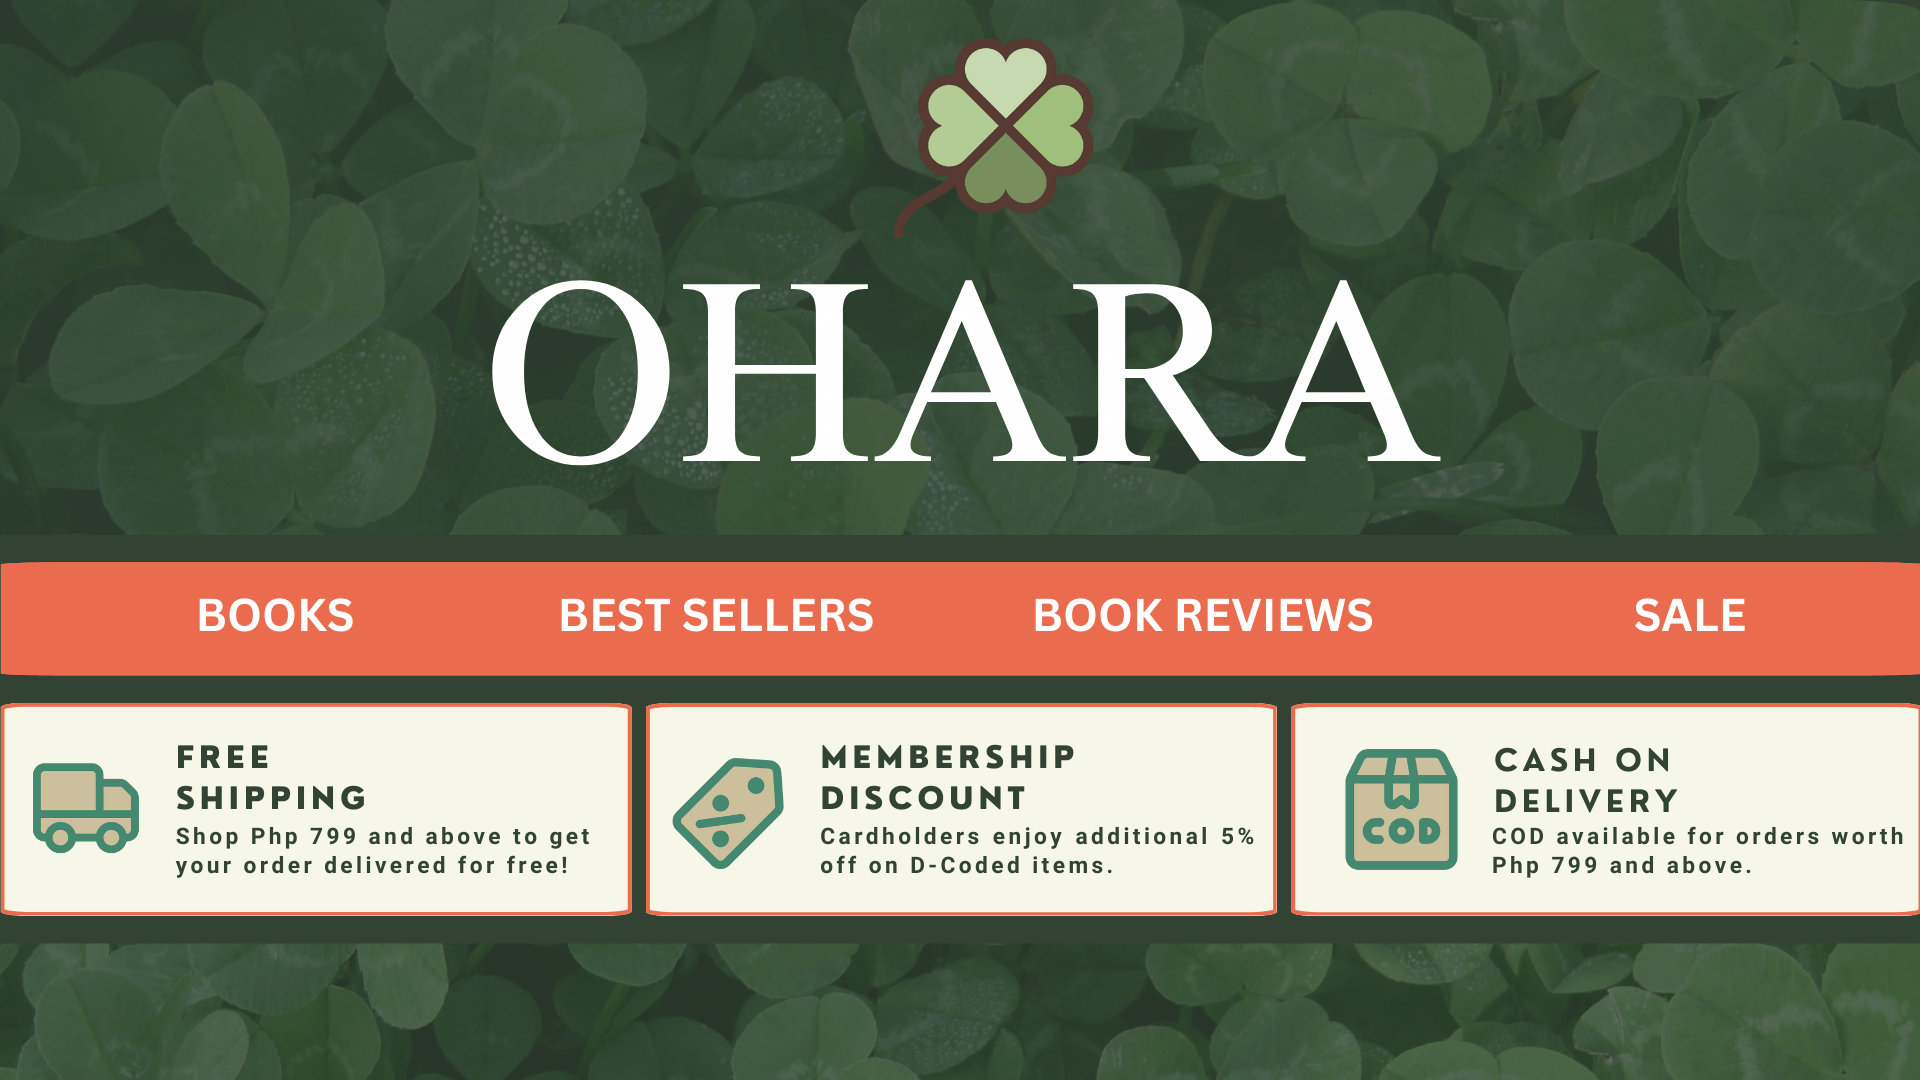 OHARA
BOOKS
BEST SELLERS
BOOK REVIEWS
SALE
FREE
SHIPPING
Shop Php 799 and above to get
your order delivered for free!
MEMBERSHIP
DISCOUNT
Cardholders enjoy additional 5%
off on D-Coded items.
COD
CASH ON
DELIVERY
COD available for orders worth
Php 799 and above.